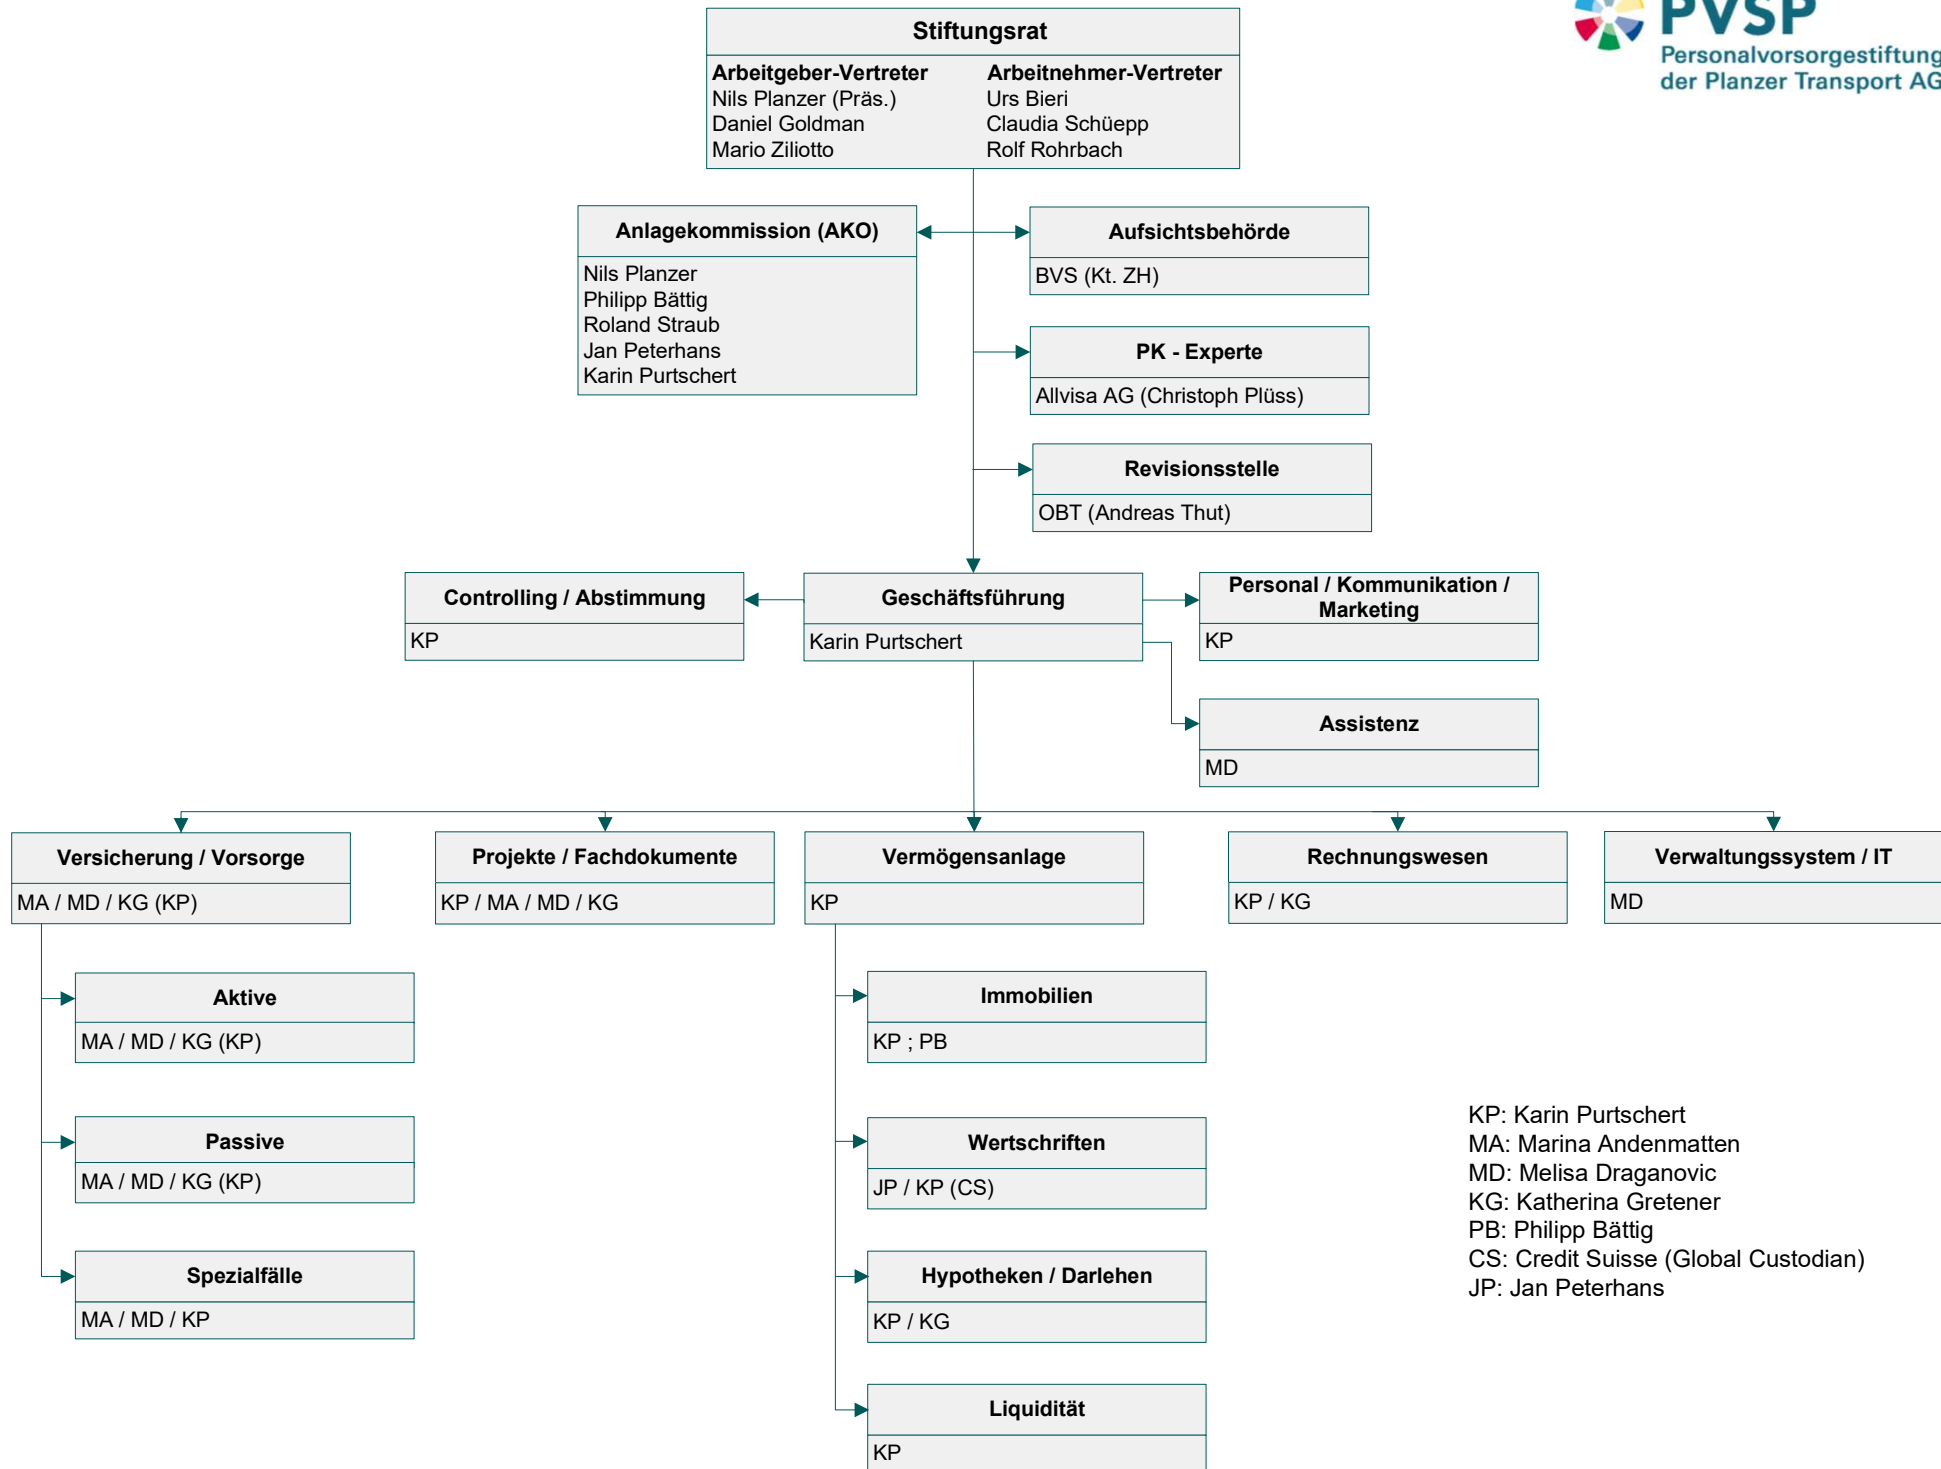 PVSP
Personalvorsorgestiftung
der Planzer Transport AG
Stiftungsrat
Arbeitgeber-Vertreter Arbeitnehmer-Vertreter
Nils Planzer (Präs.) Urs Bieri
Daniel Goldman Claudia Schüepp
Mario Ziliotto Rolf Rohrbach
Anlagekommission (AKO)
Nils Planzer
Philipp Bättig
Roland Straub
Jan Peterhans
Karin Purtschert
Aufsichtsbehörde
BVS (Kt. ZH)
PK - Experte
Allvisa AG (Christoph Plüss)
Revisionsstelle
OBT (Andreas Thut)
Controlling / Abstimmung
KP
Geschäftsführung
Karin Purtschert
Personal / Kommunikation /
Marketing
KP
Assistenz
MD
Versicherung / Vorsorge
MA / MD / KG (KP)
Projekte / Fachdokumente
KP / MA / MD / KG
Vermögensanlage
KP
Rechnungswesen
KP / KG
Verwaltungssystem / IT
MD
Aktive
MA / MD / KG (KP)
Passive
MA / MD / KG (KP)
Spezialfälle
MA / MD / KP
Immobilien
KP ; PB
Wertschriften
JP / KP (CS)
Hypotheken / Darlehen
KP / KG
Liquidität
KP
KP: Karin Purtschert
MA: Marina Andenmatten
MD: Melisa Draganovic
KG: Katherina Gretener
PB: Philipp Bättig
CS: Credit Suisse (Global Custodian)
JP: Jan Peterhans